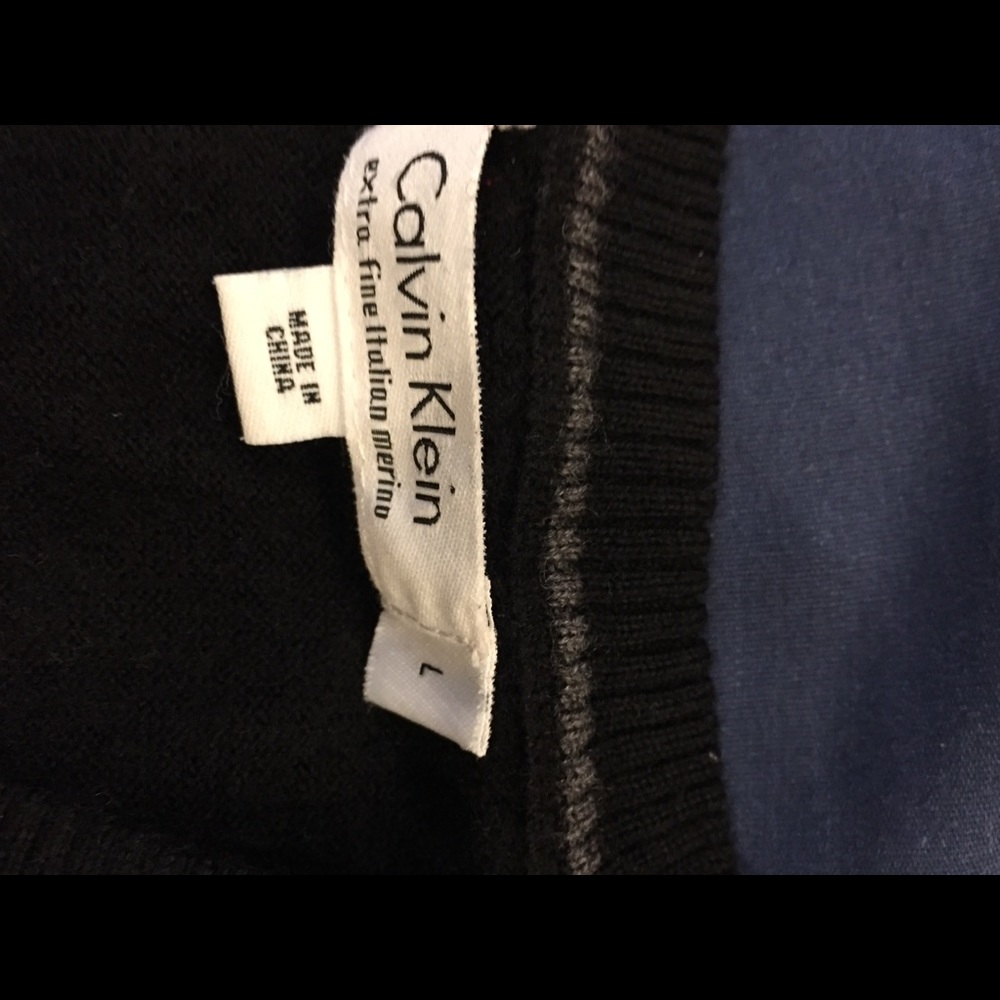 Calvin Klein
extra fine Italian merino
L
MADE IN
CHINA